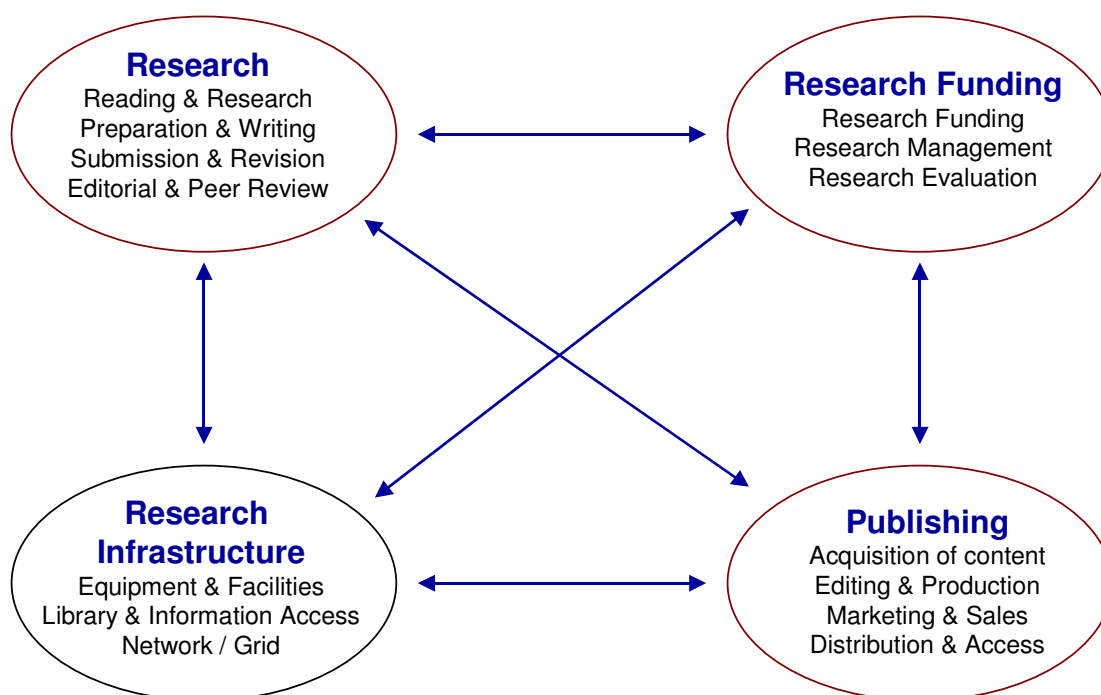 Research
Reading & Research
Preparation & Writing
Submission & Revision
Editorial & Peer Review
Research Funding
Research Funding
Research Management
Research Evaluation
Research
Infrastructure
Equipment & Facilities
Library & Information Access
Network / Grid
Publishing
Acquisition of content
Editing & Production
Marketing & Sales
Distribution & Access